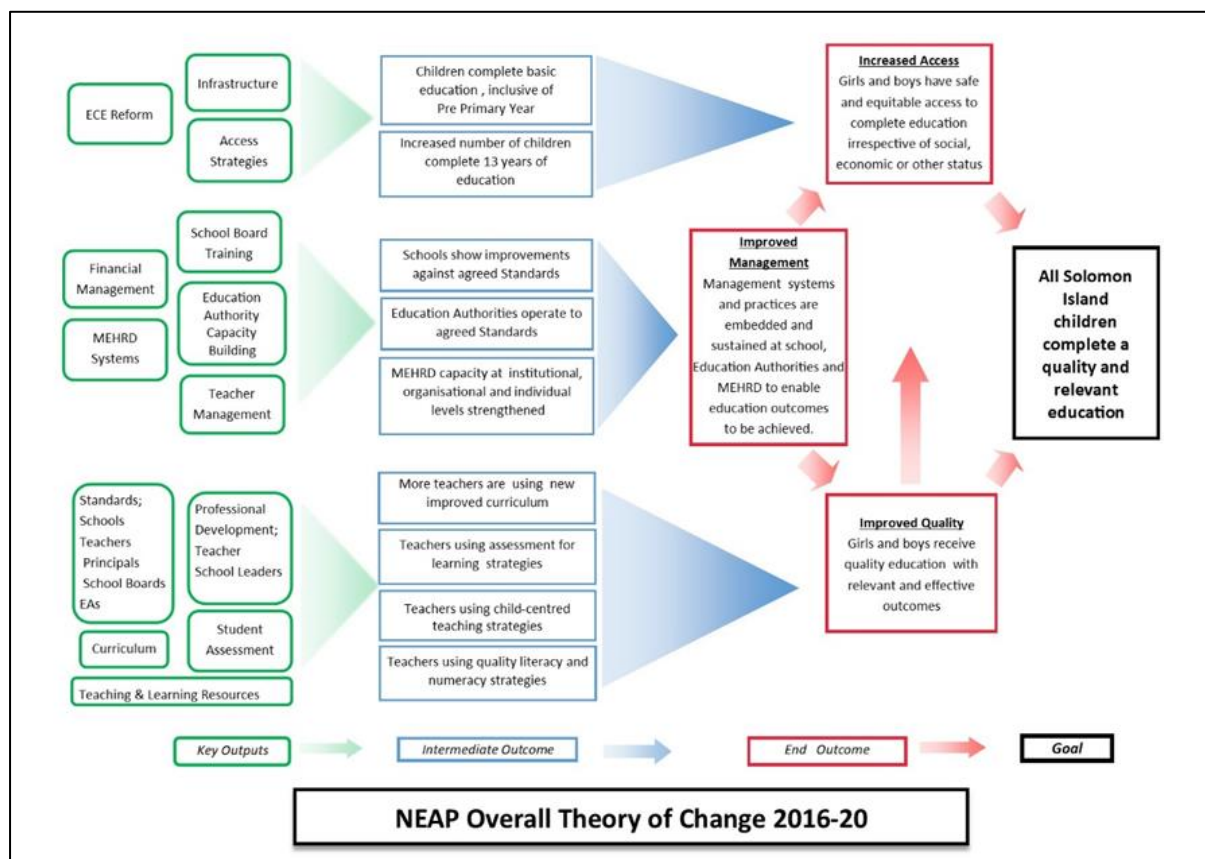 ECE Reform
Infrastructure
Access
Strategies
Children complete basic
education , inclusive of
Pre Primary Year
Increased number of children
complete 13 years of
education
Increased Access
Girls and boys have safe
and equitable access to
complete education
irrespective of social,
economic or other status
Financial
Management
MEHRD
Systems
School Board
Training
Education
Authority
Capacity
Building
Teacher
Management
Schools show improvements
against agreed Standards
Education Authorities operate to
agreed Standards
MEHRD capacity at institutional,
organisational and individual
levels strengthened
Improved
Management
Management systems
and practices are
embedded and
sustained at school,
Education Authorities and
MEHRD to enable
education outcomes
to be achieved.
All Solomon
Island
children
complete a
quality and
relevant
education
Standards;
Schools
Teachers
Principals
School Boards
EAs
Professional
Development;
Teacher
School Leaders
Curriculum
Student
Assessment
Teaching & Learning Resources
More teachers are using new
improved curriculum
Teachers using assessment for
learning strategies
Teachers using child-centred
teaching strategies
Teachers using quality literacy and
numeracy strategies
Improved Quality
Girls and boys receive
quality education with
relevant and effective
outcomes
Key Outputs
Intermediate Outcome
End Outcome
Goal
NEAP Overall Theory of Change 2016-20